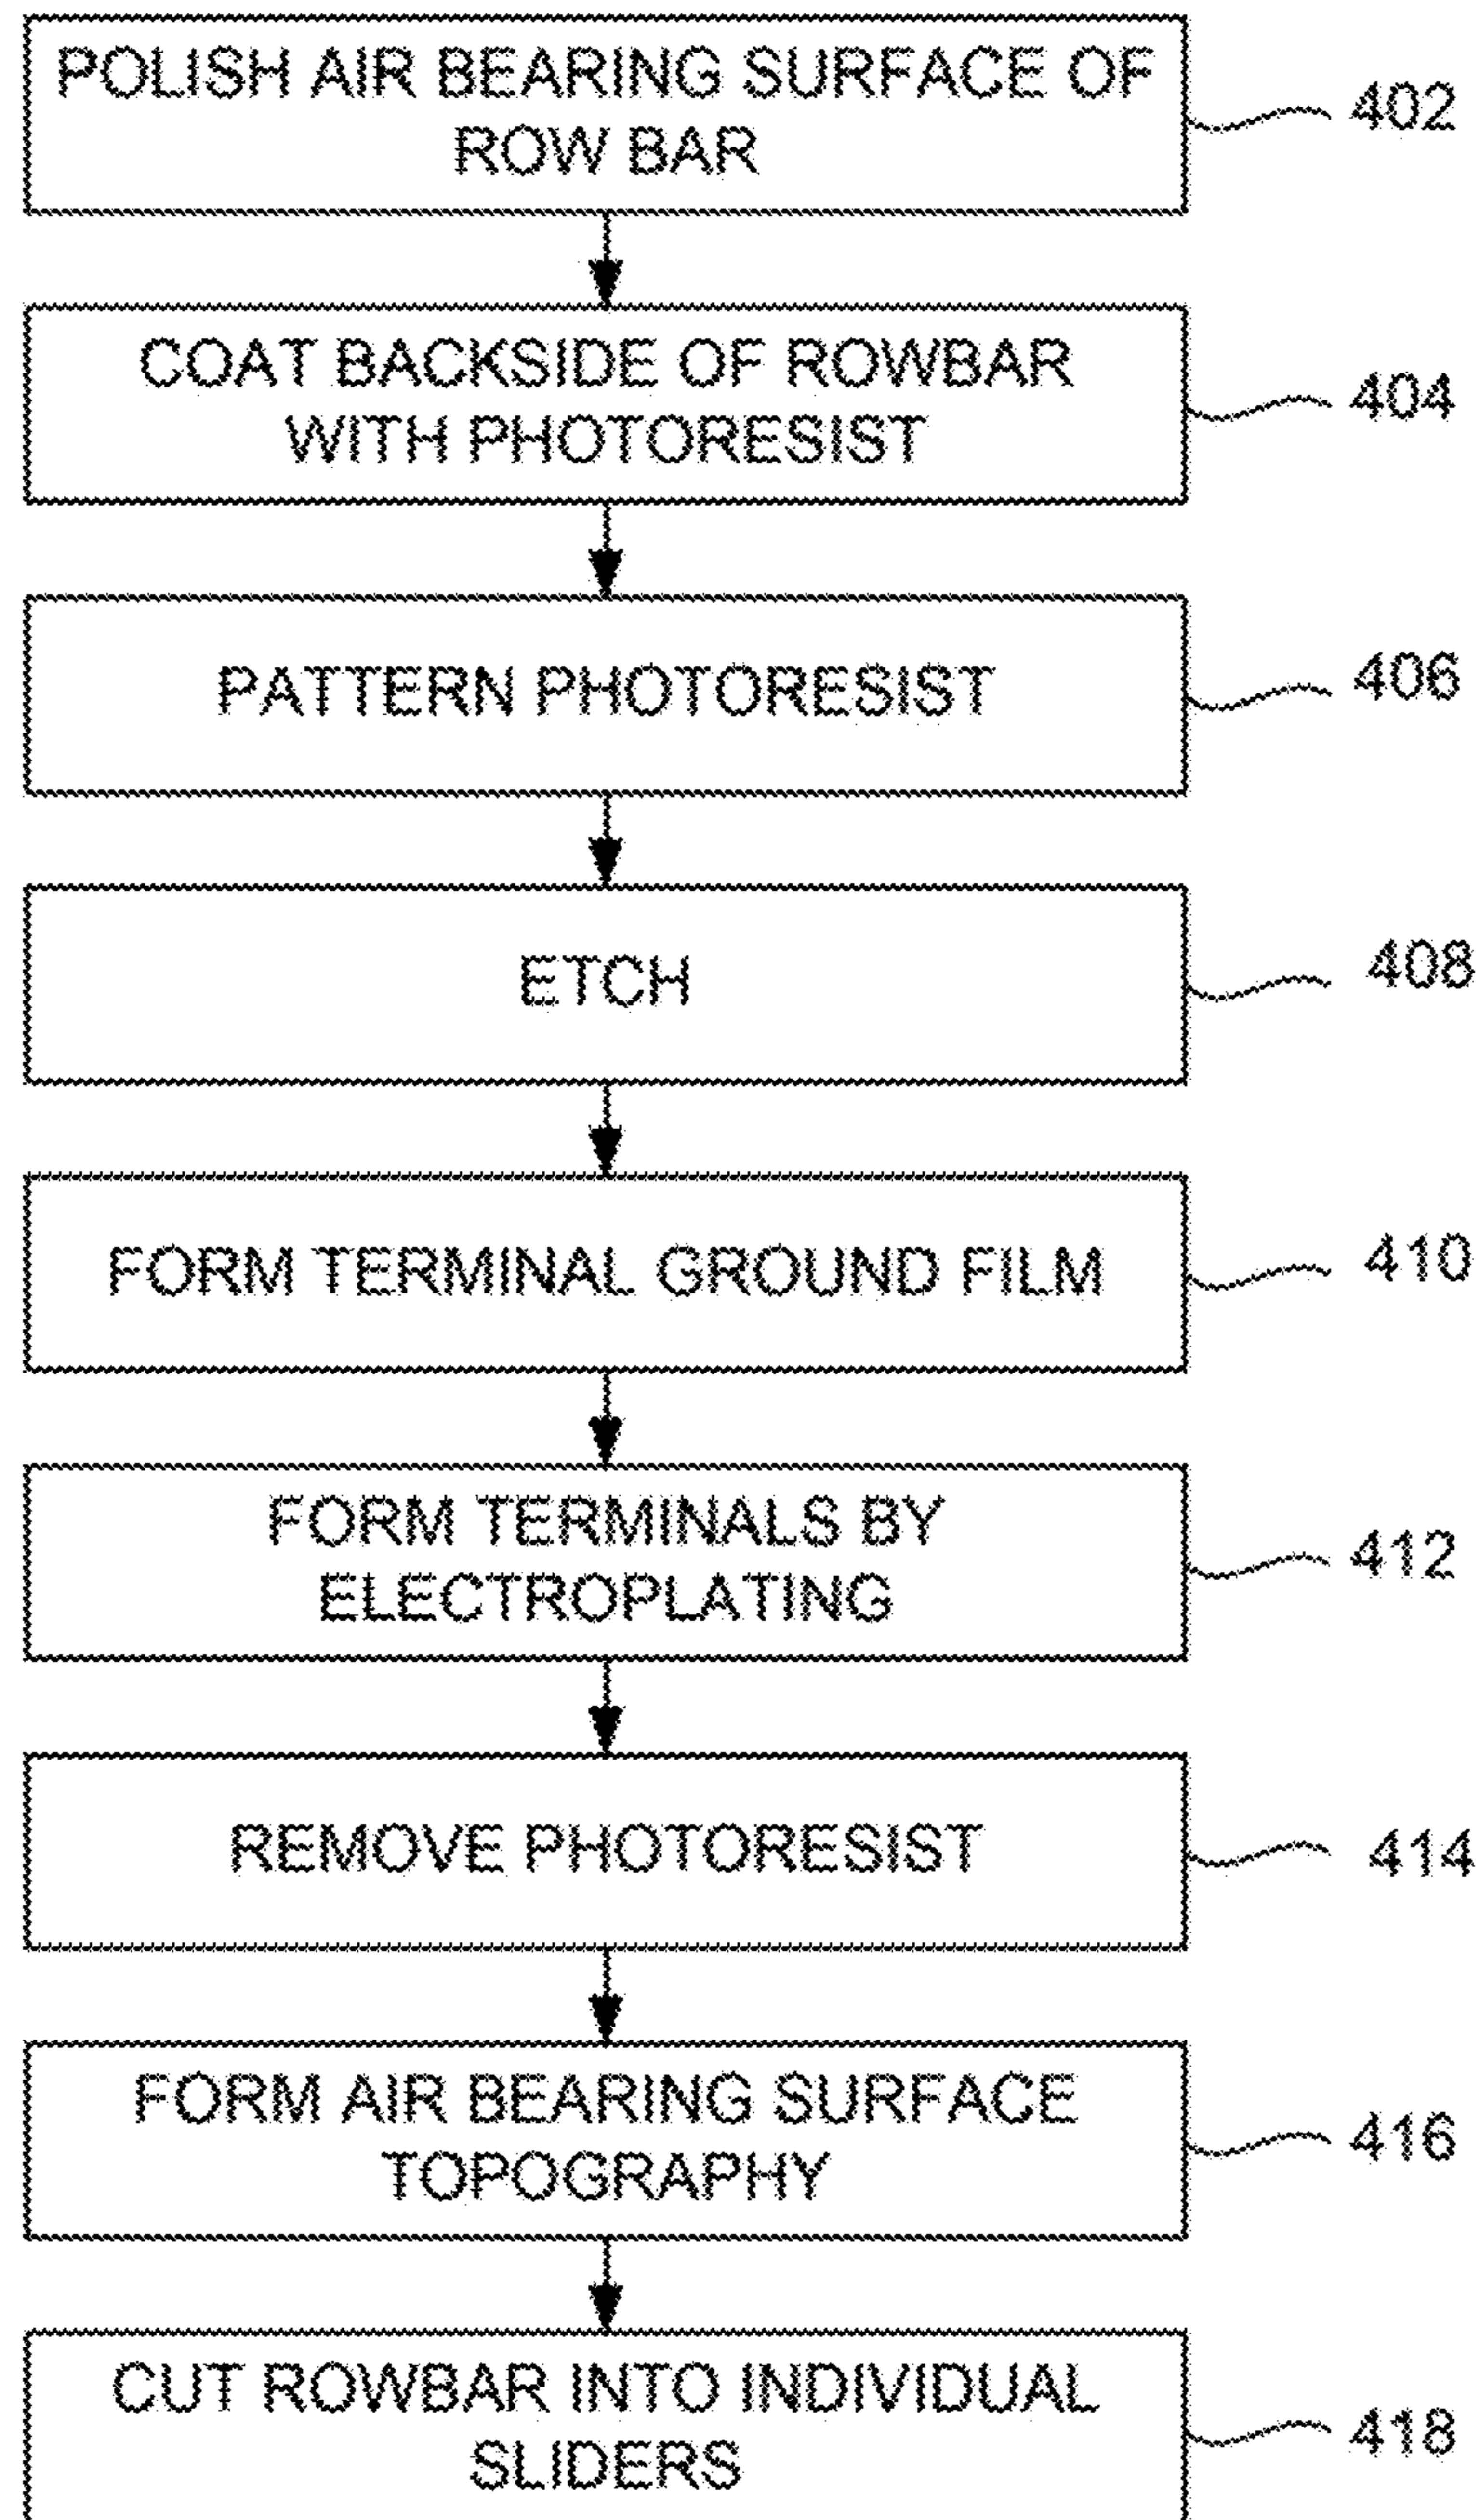 POLISH AIR BEARING SURFACE OF
ROW BAR
402
COAT BACKSIDE OF ROWBAR
WITH PHOTORESIST
404
PATTERN PHOTORESIST
406
ETCH
408
FORM TERMINAL GROUND FILM
410
FORM TERMINALS BY
ELECTROPLATING
412
REMOVE PHOTORESIST
414
FORM AIR BEARING SURFACE
TOPOGRAPHY
416
CUT ROWBAR INTO INDIVIDUAL
SLIDERS
418